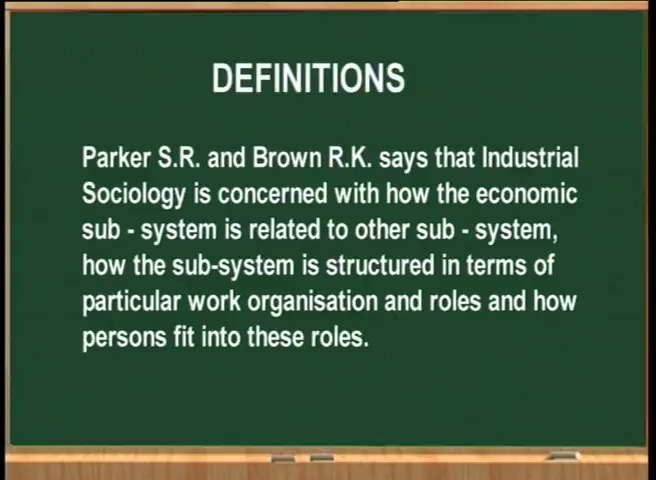 DEFINITIONS
Parker S.R. and Brown R.K. says that Industrial
Sociology is concerned with how the economic
sub - system is related to other sub - system,
how the sub-system is structured in terms of
particular work organisation and roles and how
persons fit into these roles.